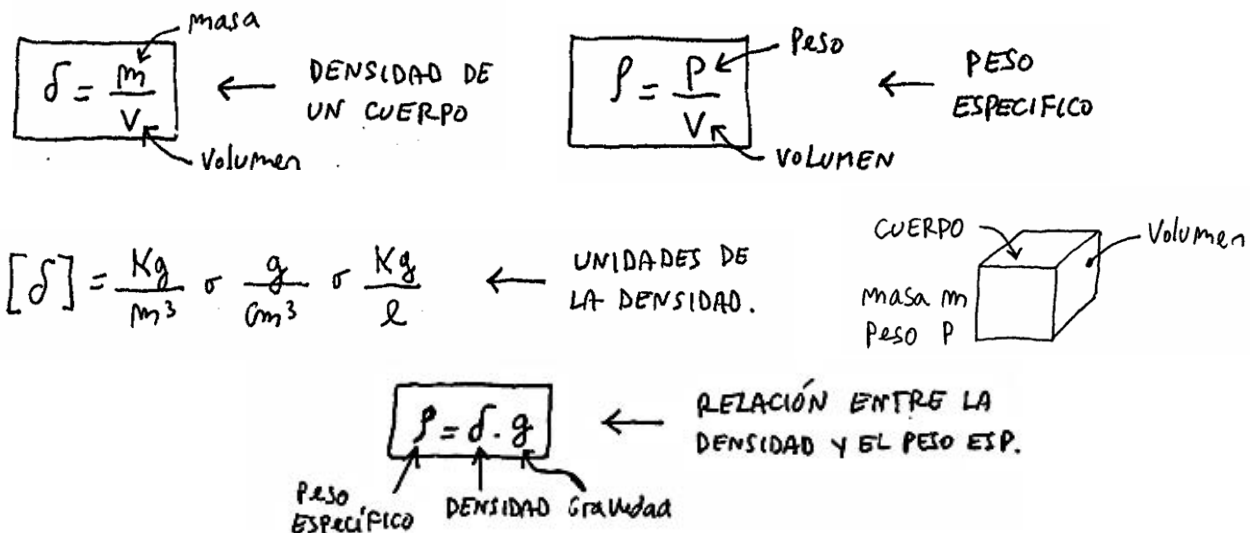 masa
δ = m/V
Volumen
← DENSIDAD DE
UN CUERPO
Peso
ρ = P/V
VOLUMEN
← PESO
ESPECIFICO
[δ] = Kg/m³ o g/cm³ o Kg/l
← UNIDADES DE
LA DENSIDAD.
CUERPO
Volumen
masa m
Peso P
ρ = δ . g
← RELACIÓN ENTRE LA
DENSIDAD Y EL PESO ESP.
Peso
ESPECÍFICO
DENSIDAD
Gravedad